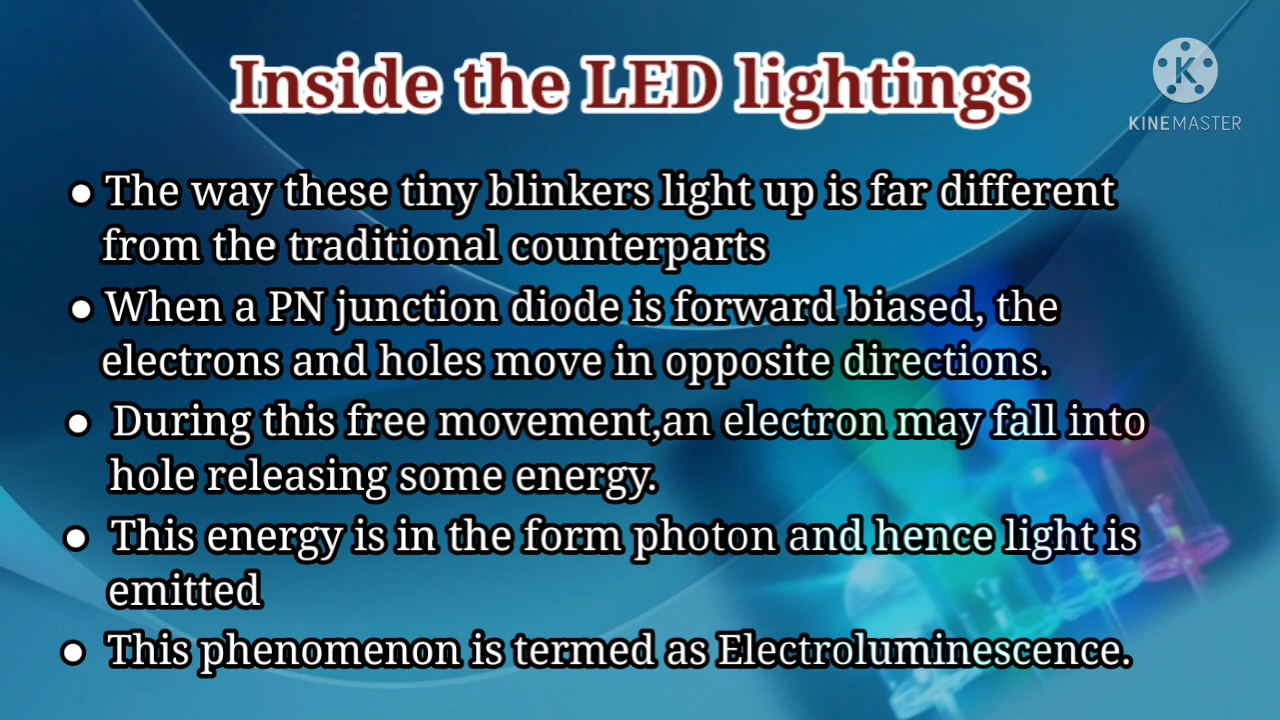 Inside the LED lightings
K
KINEMASTER
● The way these tiny blinkers light up is far different
from the traditional counterparts
● When a PN junction diode is forward biased, the
electrons and holes move in opposite directions.
● During this free movement,an electron may fall into
hole releasing some energy.
● This energy is in the form photon and hence light is
emitted
● This phenomenon is termed as Electroluminescence.